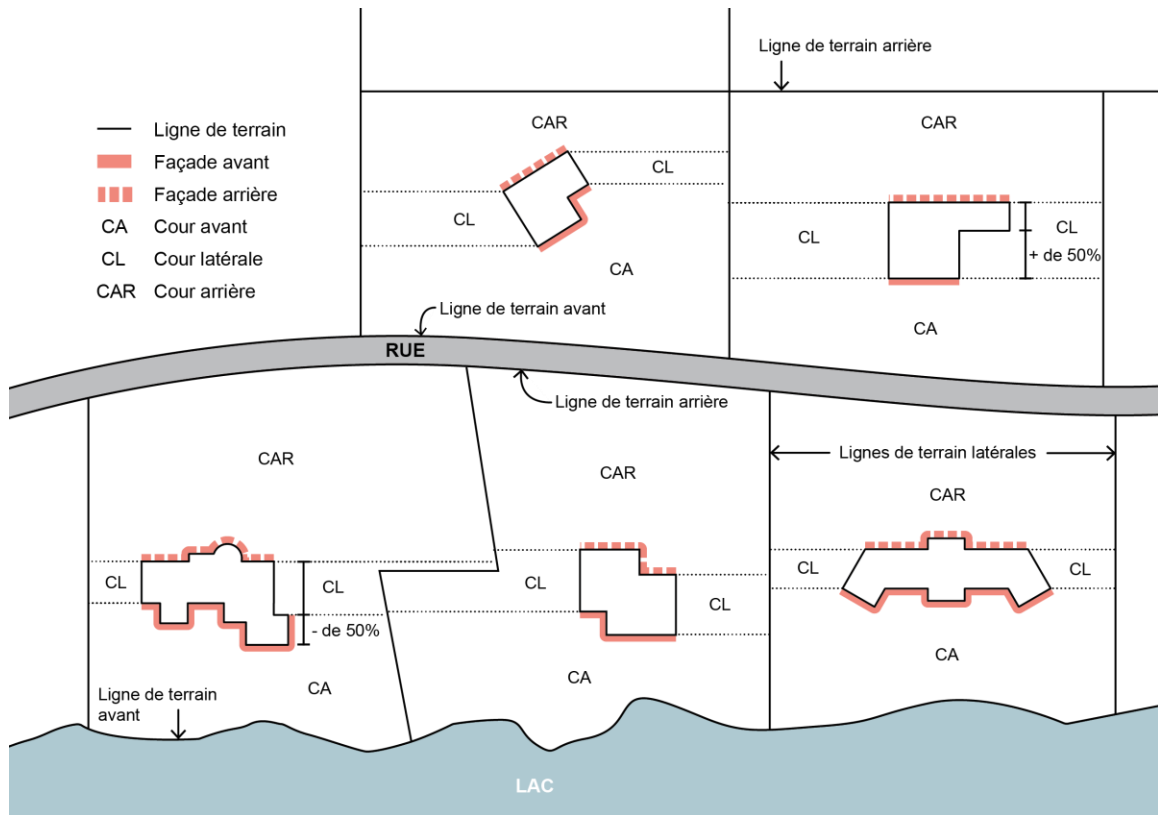 Ligne de terrain arrière
Ligne de terrain
Façade avant
Façade arrière
CA Cour avant
CL Cour latérale
CAR Cour arrière
CAR
CL
CL
CA
CAR
CL
CL
+ de 50%
CA
Ligne de terrain avant
RUE
Ligne de terrain arrière
Lignes de terrain latérales
CAR
CL
CL
- de 50%
CA
Ligne de terrain
avant
CAR
CL
CL
CA
CAR
CL
CL
CA
LAC